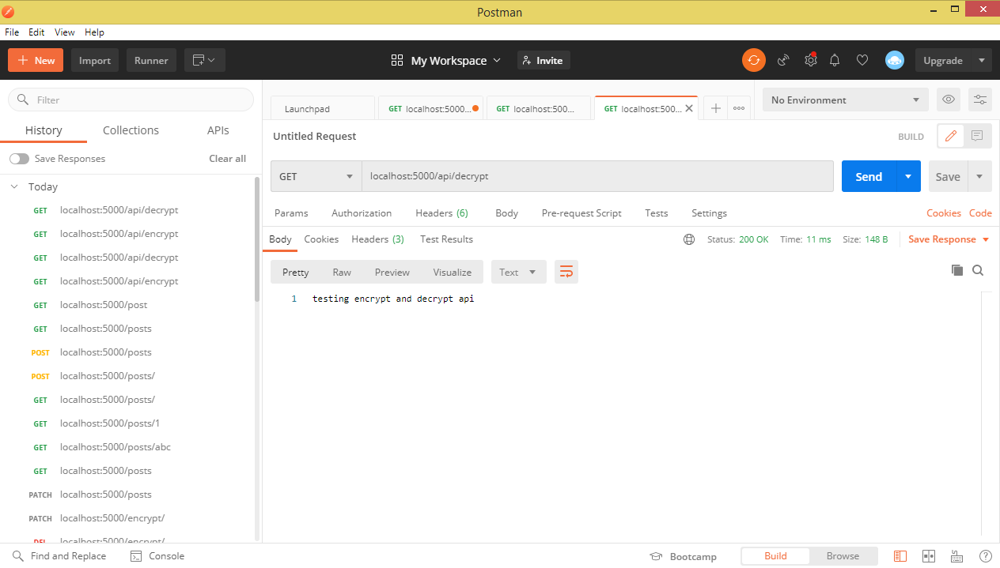 Postman
File Edit View Help
New Import Runner My Workspace Invite Upgrade
Filter
History Collections APIs
Save Responses Clear all
Today
GET localhost:5000/api/decrypt
GET localhost:5000/api/encrypt
GET localhost:5000/api/decrypt
GET localhost:5000/api/encrypt
GET localhost:5000/post
GET localhost:5000/posts
POST localhost:5000/posts
POST localhost:5000/posts/
GET localhost:5000/posts/
GET localhost:5000/posts/1
GET localhost:5000/posts/abc
GET localhost:5000/posts
PATCH localhost:5000/posts
PATCH localhost:5000/encrypt/
DEL localhost:5000/encrypt/
Launchpad GET localhost:5000... GET localhost:500... GET localhost:500... No Environment
Untitled Request BUILD
GET localhost:5000/api/decrypt Send Save
Params Authorization Headers (6) Body Pre-request Script Tests Settings Cookies Code
Body Cookies Headers (3) Test Results Status: 200 OK Time: 11 ms Size: 148 B Save Response
Pretty Raw Preview Visualize Text
1 testing encrypt and decrypt api
Find and Replace Console Bootcamp Build Browse